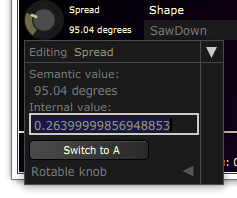 Spread
Shape
95.04 degrees
SawDown
Editing Spread
Semantic value:
95.04 degrees
Internal value:
0.26399999856948853
Switch to A
Rotable knob